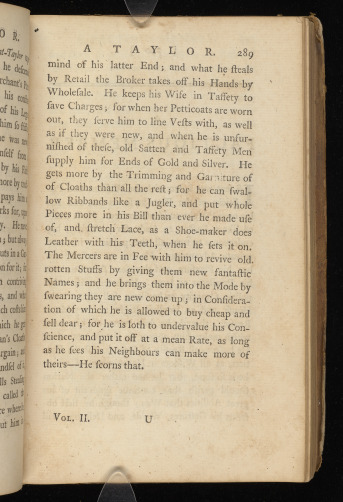 A TAYLOR. 289
mind of his latter End; and what he steals
by Retail the Broker takes off his Hands by
Wholesale. He keeps his Wife in Taffety to
save Charges; for when her Petticoats are worn
out, they serve him to line Vests with, as well
as if they were new, and when he is unfur-
nished of these, old Satten and Taffety Men
supply him for Ends of Gold and Silver. He
gets more by the Trimming and Garniture of
of Cloaths than all the rest; for he can swal-
low Ribbands like a Jugler, and put whole
Pieces more in his Bill than ever he made use
of, and stretch Lace, as a Shoe-maker does
Leather with his Teeth, when he sets it on.
The Mercers are in Fee with him to revive old
rotten Stuffs by giving them new fantastic
Names; and he brings them into the Mode by
swearing they are new come up; in Considera-
tion of which he is allowed to buy cheap and
sell dear; for he is loth to undervalue his Con-
science, and put it off at a mean Rate, as long
as he sees his Neighbours can make more of
theirs—He scorns that.
VOL. II. U